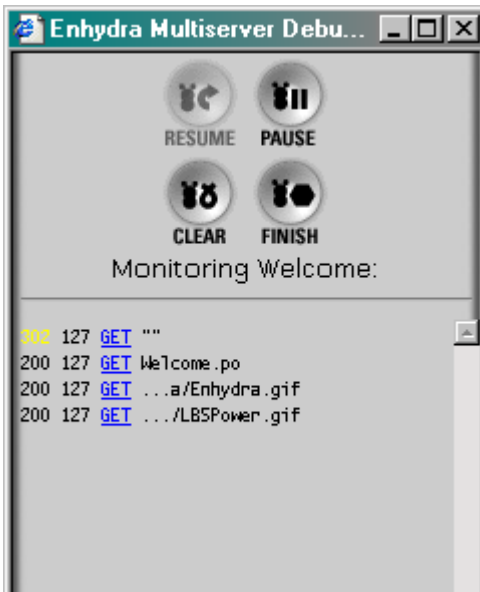 Enhydra Multiserver Debu...
RESUME PAUSE
CLEAR FINISH
Monitoring Welcome:
302 127 GET ""
200 127 GET Welcome.po
200 127 GET ...a/Enhydra.gif
200 127 GET .../LBSPower.gif